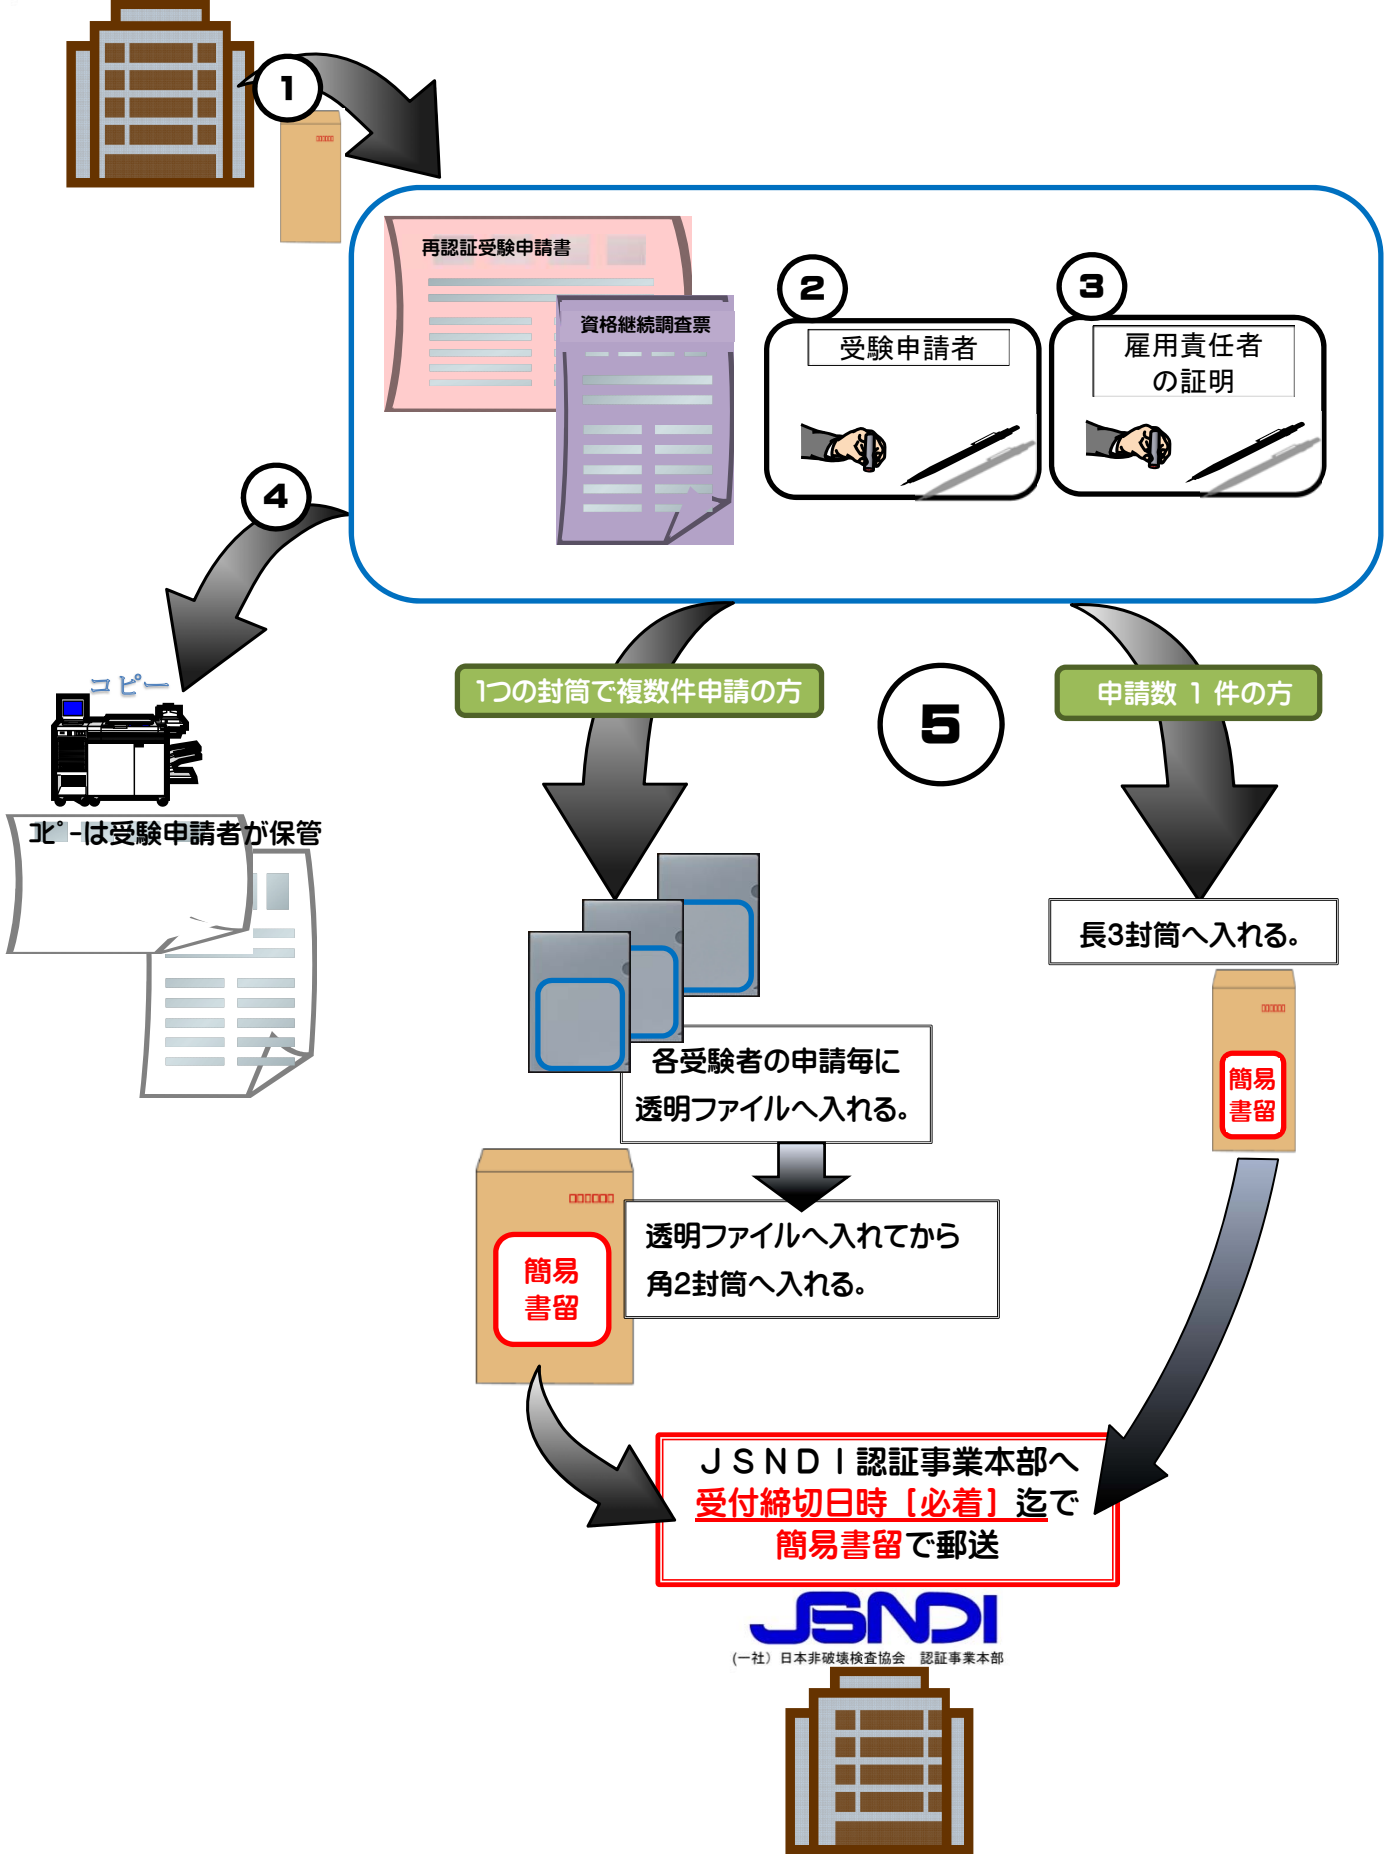 1
再認証受験申請書
資格継続調査票
2
受験申請者
3
雇用責任者
の証明
4
コピー
ｺﾋﾟｰは受験申請者が保管
5
1つの封筒で複数件申請の方
申請数 1 件の方
各受験者の申請毎に
透明ファイルへ入れる。
透明ファイルへ入れてから
角2封筒へ入れる。
簡易
書留
長3封筒へ入れる。
簡易
書留
ＪＳＮＤＩ認証事業本部へ
受付締切日時［必着］迄で
簡易書留で郵送
JSNDI
(一社）日本非破壊検査協会　認証事業本部